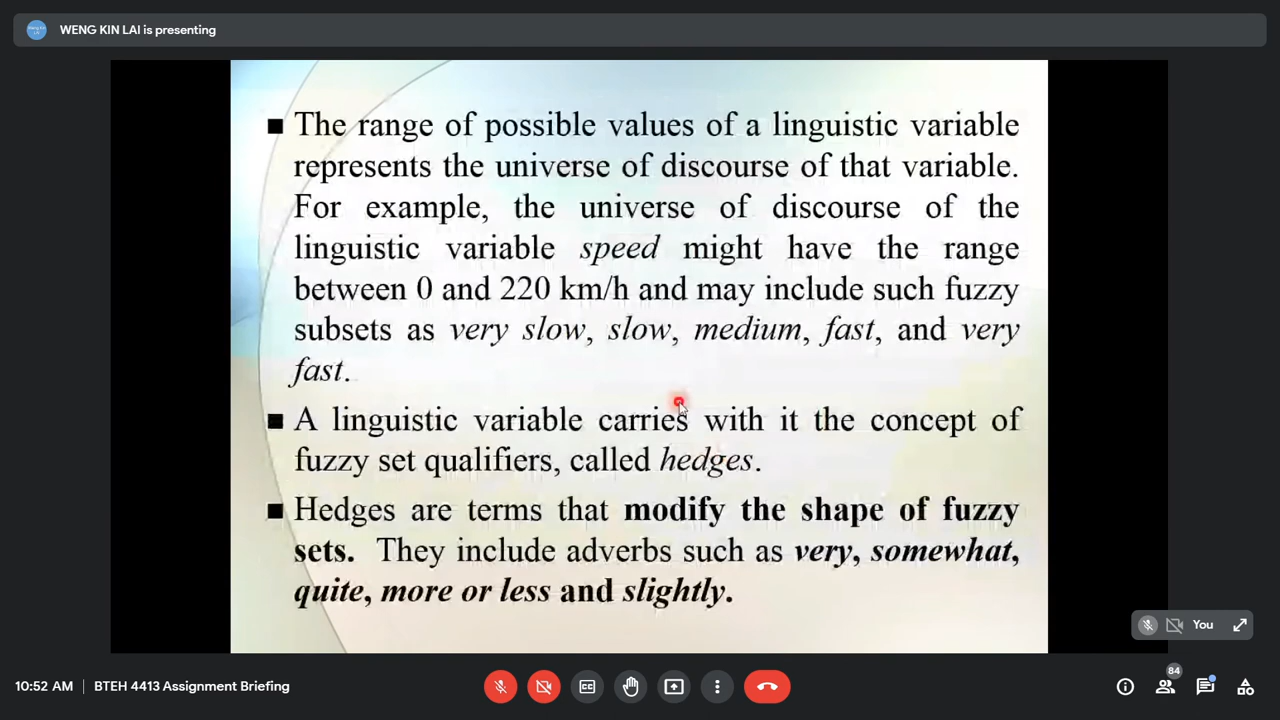 WENG KIN LAI is presenting
■ The range of possible values of a linguistic variable
represents the universe of discourse of that variable.
For example, the universe of discourse of the
linguistic variable speed might have the range
between 0 and 220 km/h and may include such fuzzy
subsets as very slow, slow, medium, fast, and very
fast.
■ A linguistic variable carries with it the concept of
fuzzy set qualifiers, called hedges.
■ Hedges are terms that modify the shape of fuzzy
sets. They include adverbs such as very, somewhat,
quite, more or less and slightly.
You
10:52 AM | BTEH 4413 Assignment Briefing
84